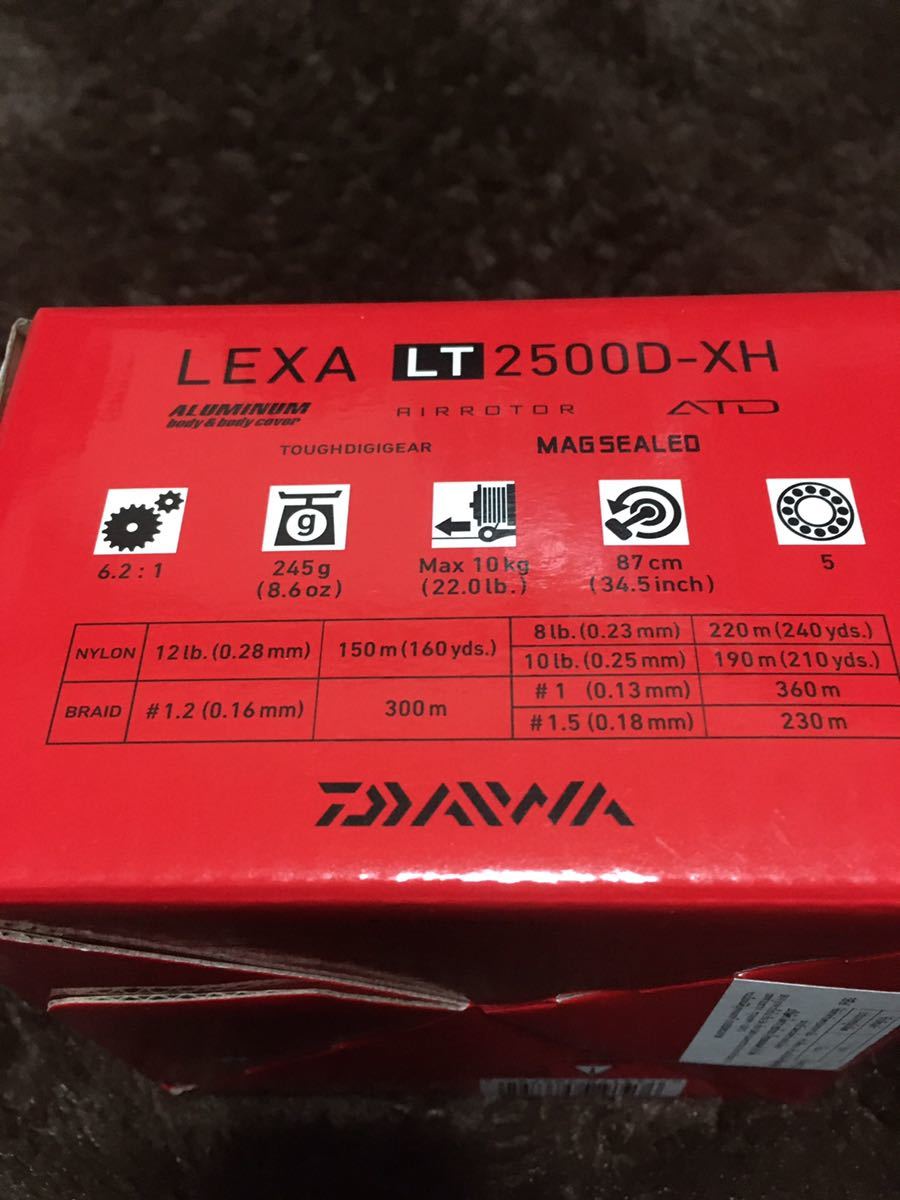 LEXA LT 2500D-XH
ALUMINUM body & body cover AIRROTOR ATD
TOUGHDIGIGEAR MAGSEALED
g
6.2 : 1 245g (8.6oz) Max 10kg (22.0lb.) 87cm (34.5inch) 5
NYLON 12lb. (0.28mm) 150m(160yds.) 8lb. (0.23mm) 220m(240yds.)
10lb. (0.25mm) 190m(210yds.)
BRAID #1.2 (0.16mm) 300m #1 (0.13mm) 360m
#1.5 (0.18mm) 230m
DAIWA